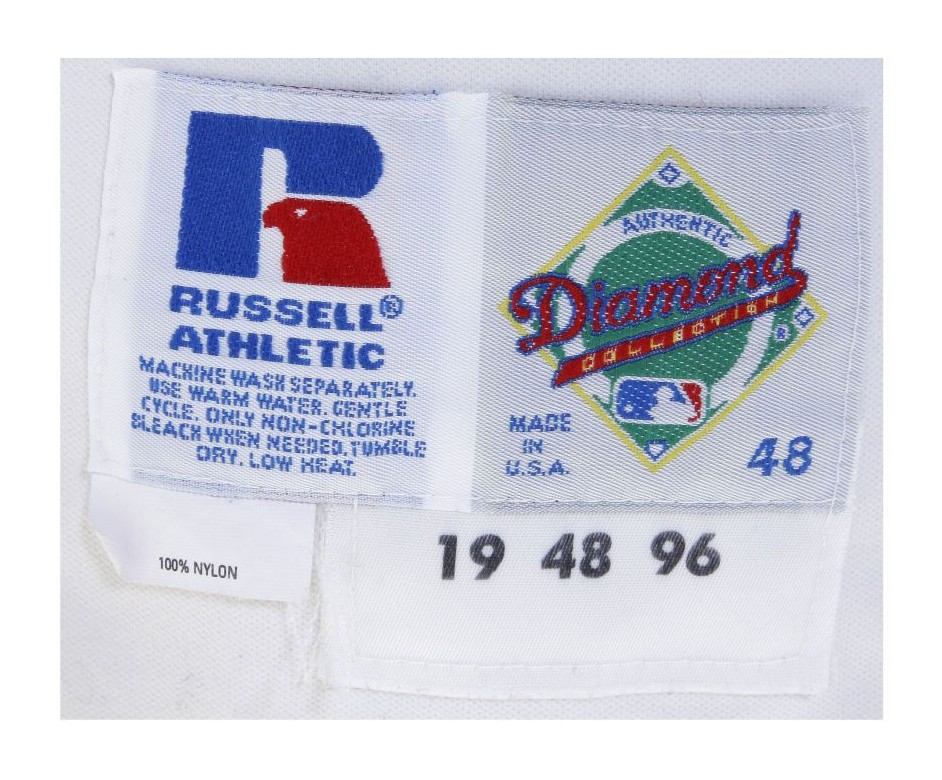 RUSSELL®
ATHLETIC
MACHINE WASH SEPARATELY.
USE WARM WATER. GENTLE
CYCLE. ONLY NON-CHLORINE
BLEACH WHEN NEEDED. TUMBLE
DRY. LOW HEAT.
AUTHENTIC
Diamond
COLLECTION
®
MADE
IN
U.S.A.
48
100% NYLON
19 48 96